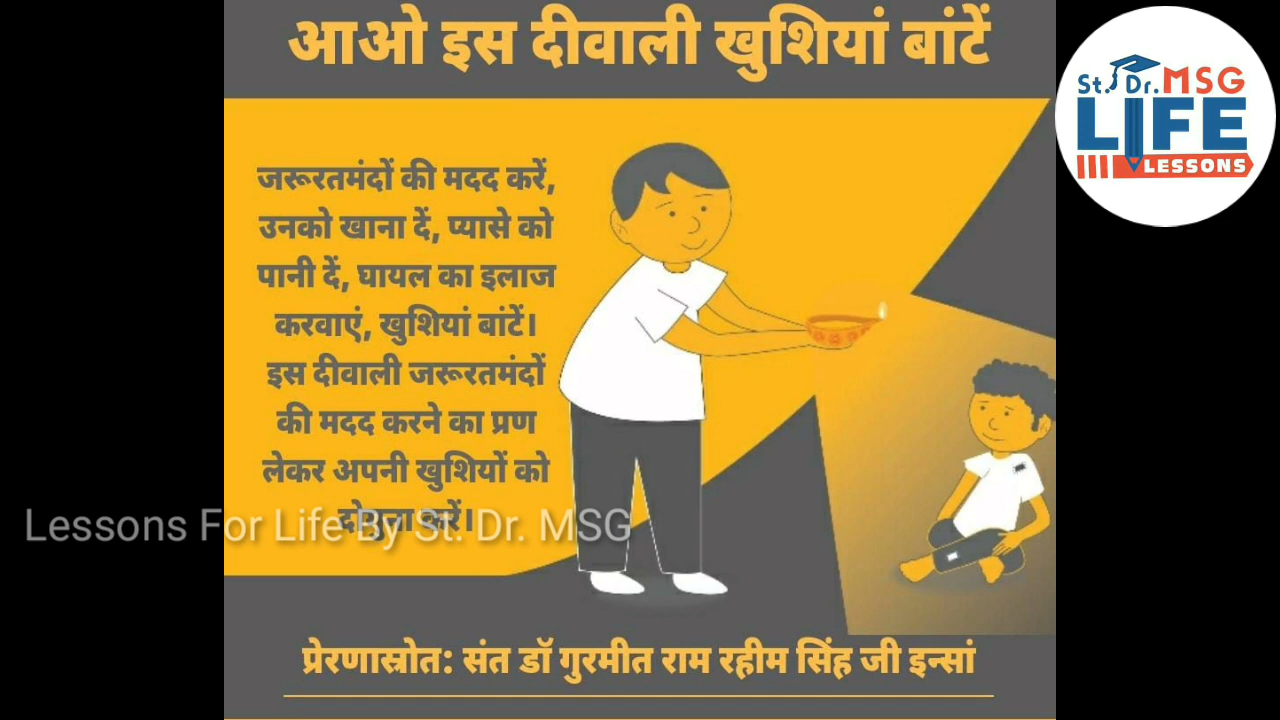 आओ इस दीवाली खुशियां बांटें
St. Dr. MSG
LIFE
LESSONS
जरूरतमंदों की मदद करें,
उनको खाना दें, प्यासे को
पानी दें, घायल का इलाज
करवाएं, खुशियां बांटें।
इस दीवाली जरूरतमंदों
की मदद करने का प्रण
लेकर अपनी खुशियों को
दोगुना करें।
Lessons For Life By St. Dr. MSG
प्रेरणास्रोत: संत डॉ गुरमीत राम रहीम सिंह जी इन्सां